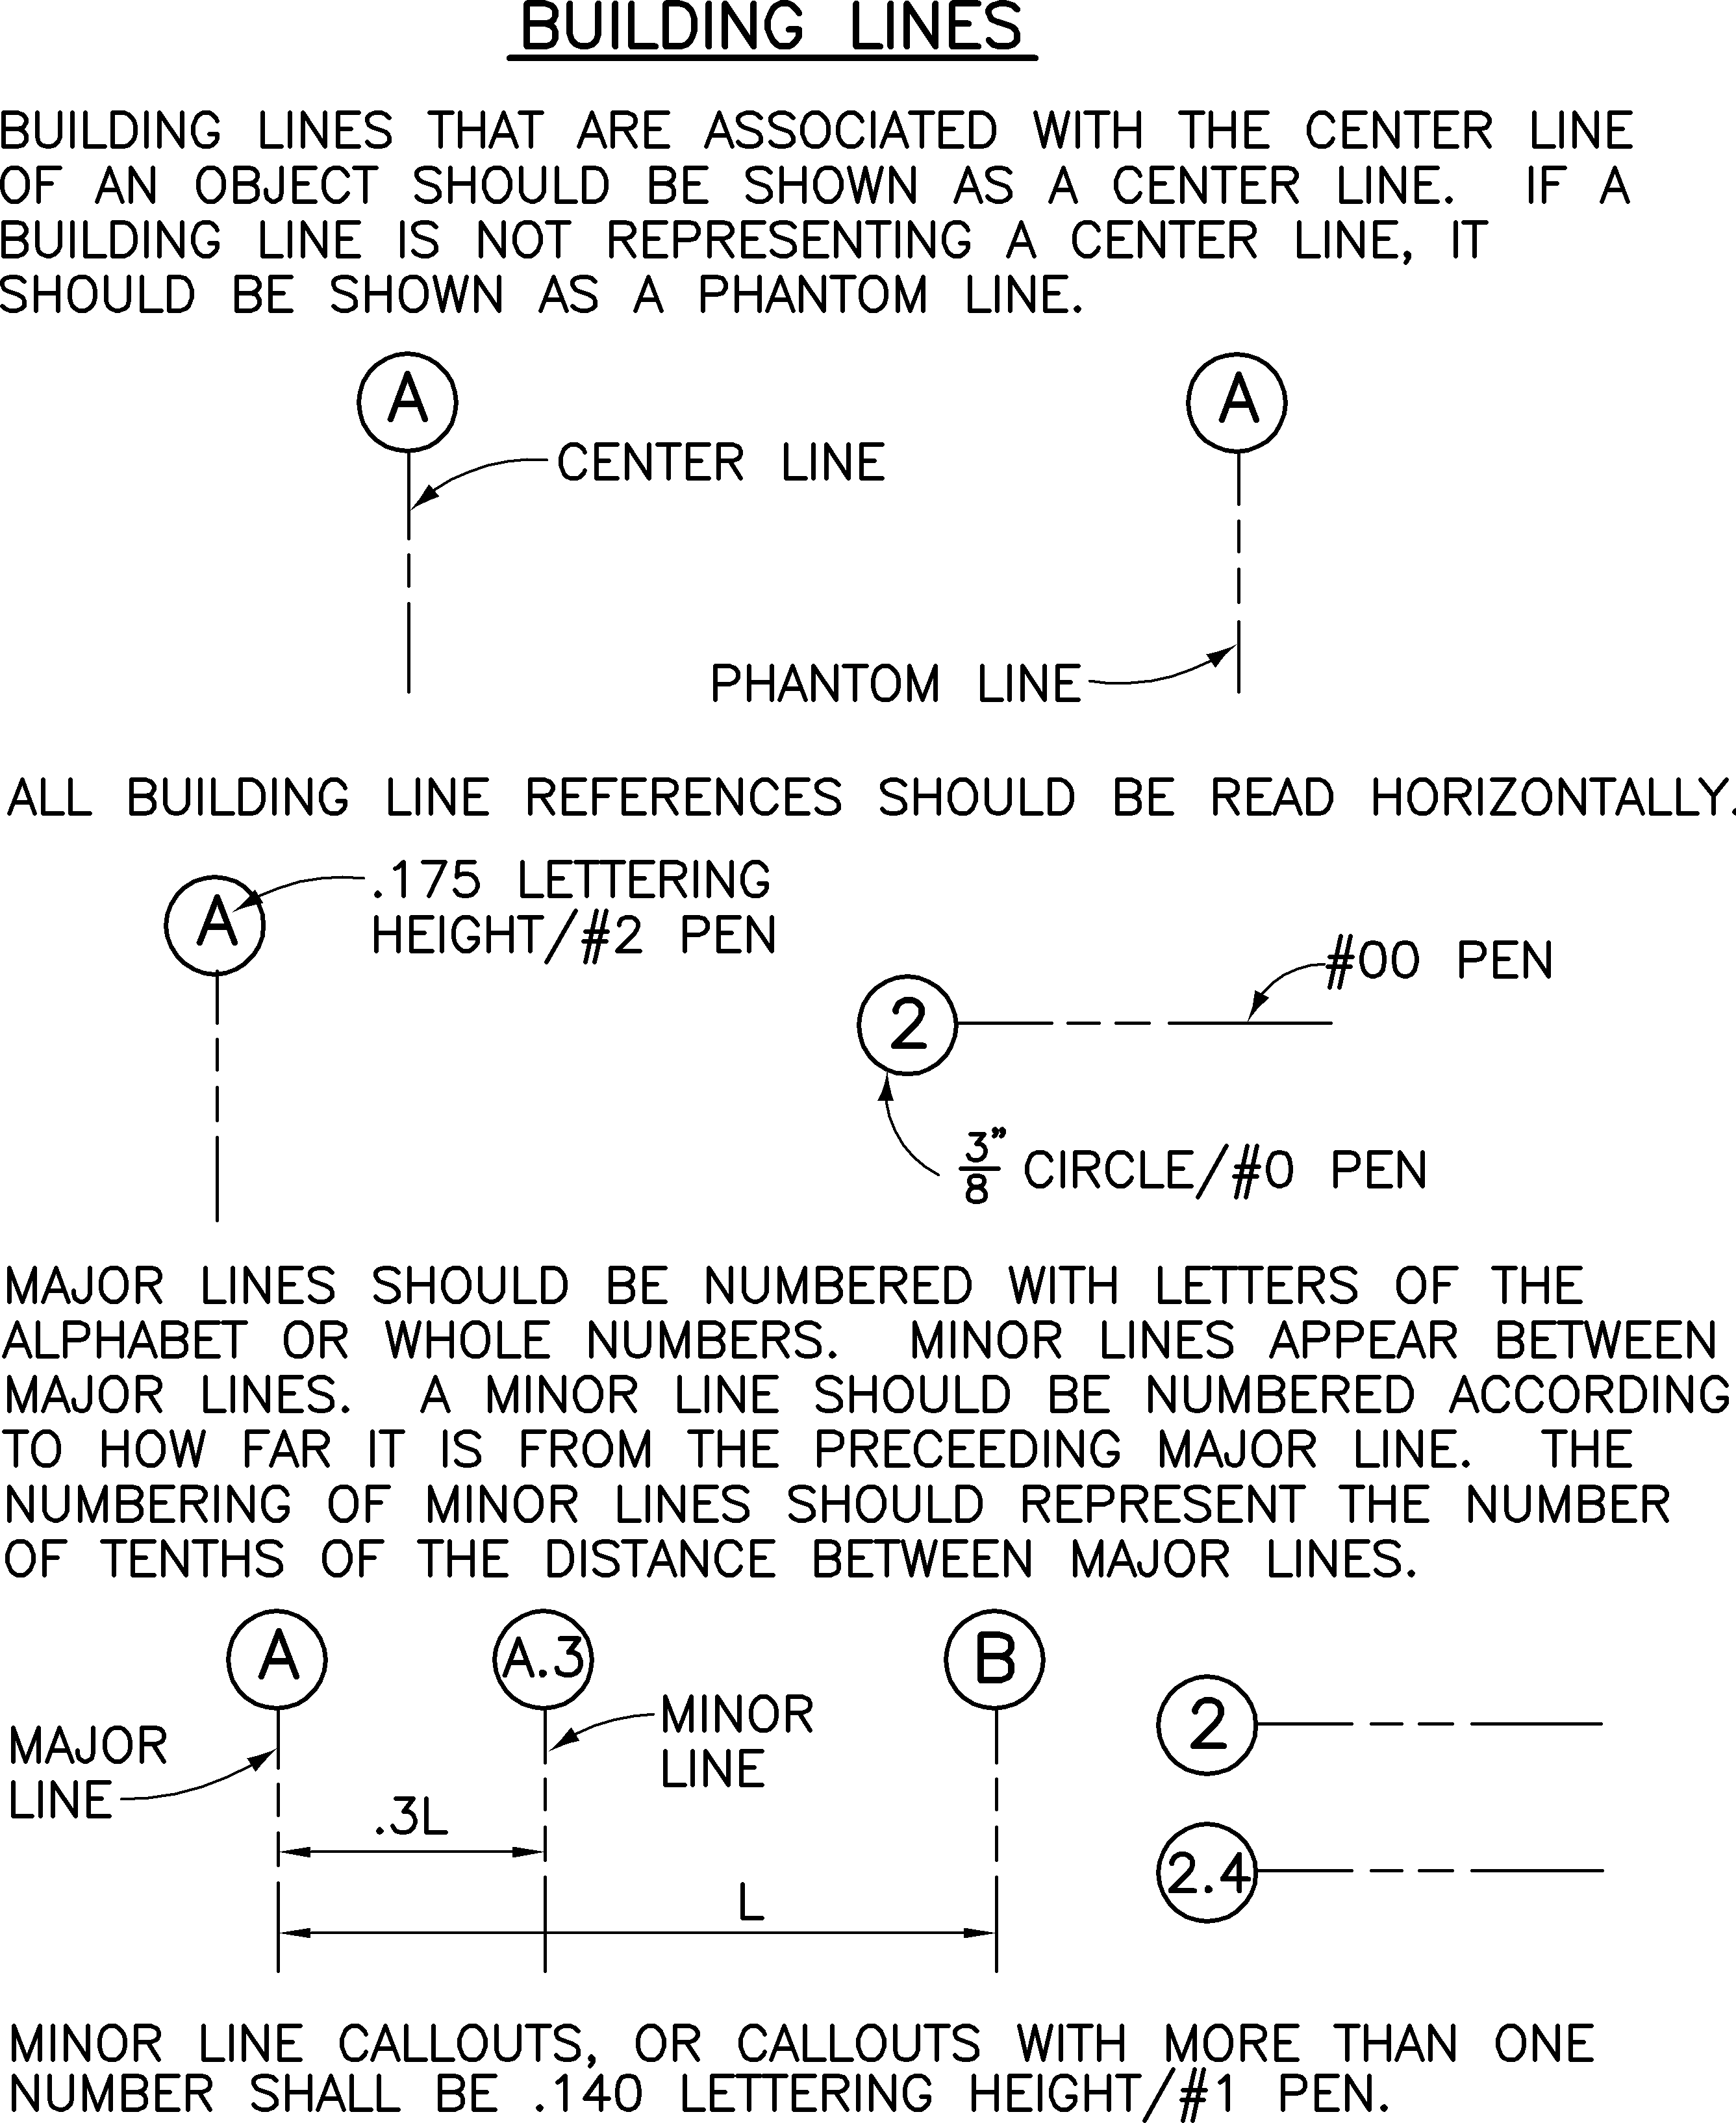 BUILDING LINES
BUILDING LINES THAT ARE ASSOCIATED WITH THE CENTER LINE
OF AN OBJECT SHOULD BE SHOWN AS A CENTER LINE. IF A
BUILDING LINE IS NOT REPRESENTING A CENTER LINE, IT
SHOULD BE SHOWN AS A PHANTOM LINE.
A
A
CENTER LINE
PHANTOM LINE
ALL BUILDING LINE REFERENCES SHOULD BE READ HORIZONTALLY.
A
.175 LETTERING
HEIGHT/#2 PEN
#00 PEN
2
3/8" CIRCLE/#0 PEN
MAJOR LINES SHOULD BE NUMBERED WITH LETTERS OF THE
ALPHABET OR WHOLE NUMBERS. MINOR LINES APPEAR BETWEEN
MAJOR LINES. A MINOR LINE SHOULD BE NUMBERED ACCORDING
TO HOW FAR IT IS FROM THE PRECEEDING MAJOR LINE. THE
NUMBERING OF MINOR LINES SHOULD REPRESENT THE NUMBER
OF TENTHS OF THE DISTANCE BETWEEN MAJOR LINES.
A
A.3
B
MAJOR
LINE
MINOR
LINE
2
.3L
2.4
L
MINOR LINE CALLOUTS, OR CALLOUTS WITH MORE THAN ONE
NUMBER SHALL BE .140 LETTERING HEIGHT/#1 PEN.